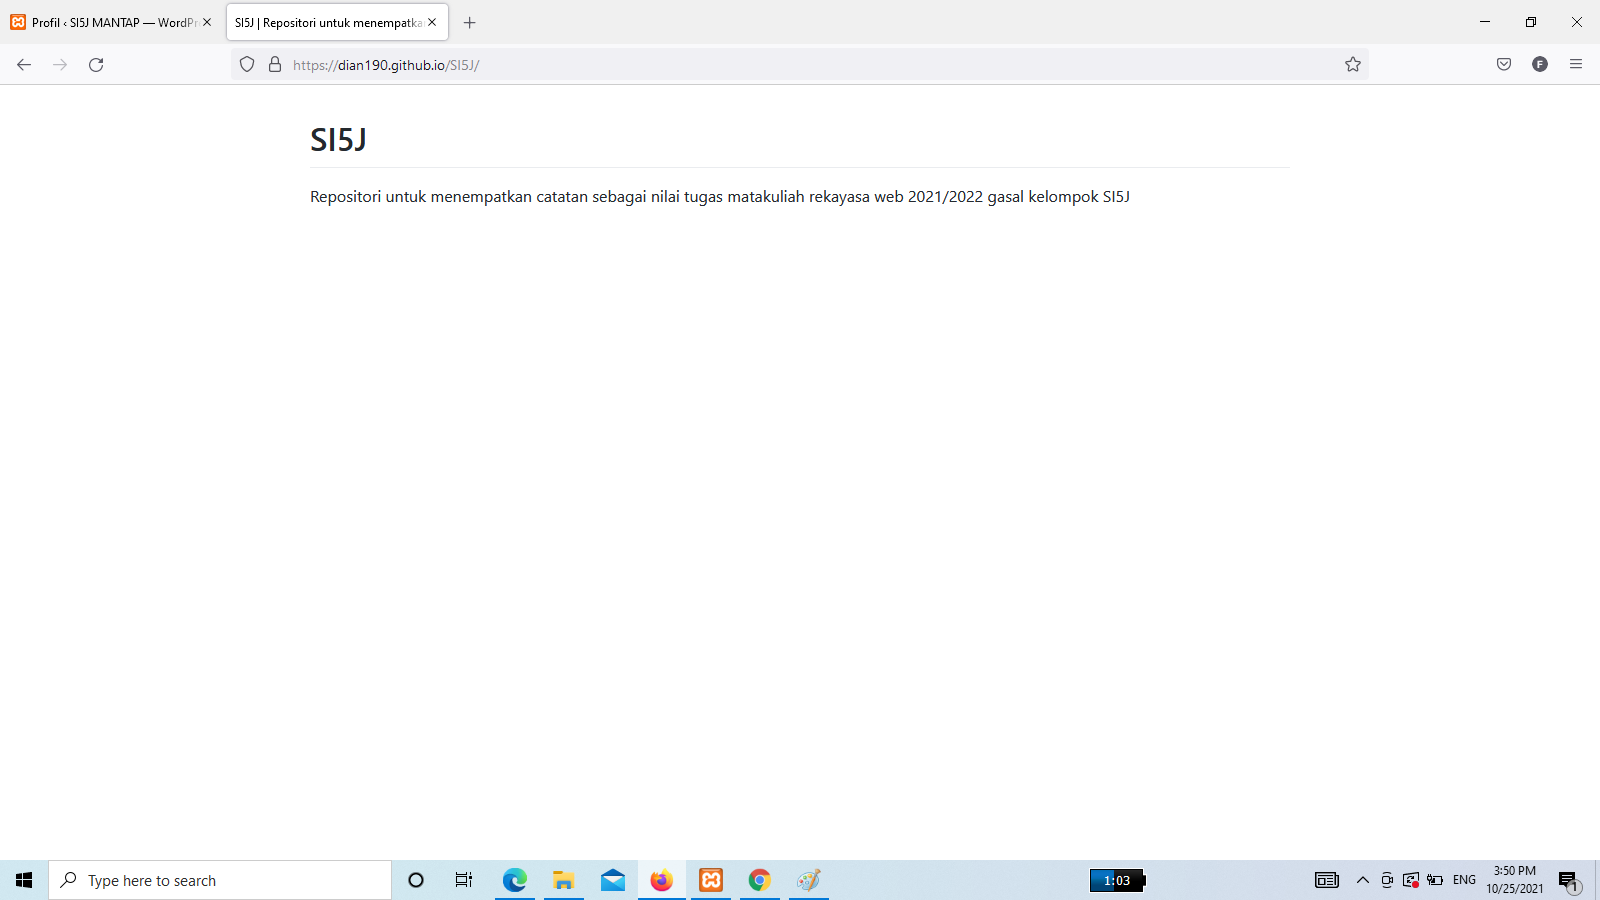 Profil ‹ SI5J MANTAP — WordPr
SI5J | Repositori untuk menempatka
https://dian190.github.io/SI5J/
F
SI5J
Repositori untuk menempatkan catatan sebagai nilai tugas matakuliah rekayasa web 2021/2022 gasal kelompok SI5J
Type here to search
1:03
ENG
3:50 PM
10/25/2021
1